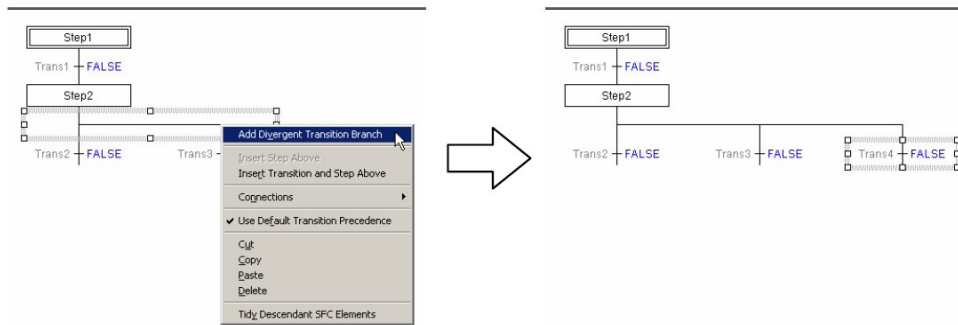 Step1
Trans1 FALSE
Step2
Trans2 FALSE
Trans3
Add Divergent Transition Branch
Insert Step Above
Insert Transition and Step Above
Connections
Use Default Transition Precedence
Cut
Copy
Paste
Delete
Tidy Descendant SFC Elements
Step1
Trans1 FALSE
Step2
Trans2 FALSE
Trans3 FALSE
Trans4 FALSE